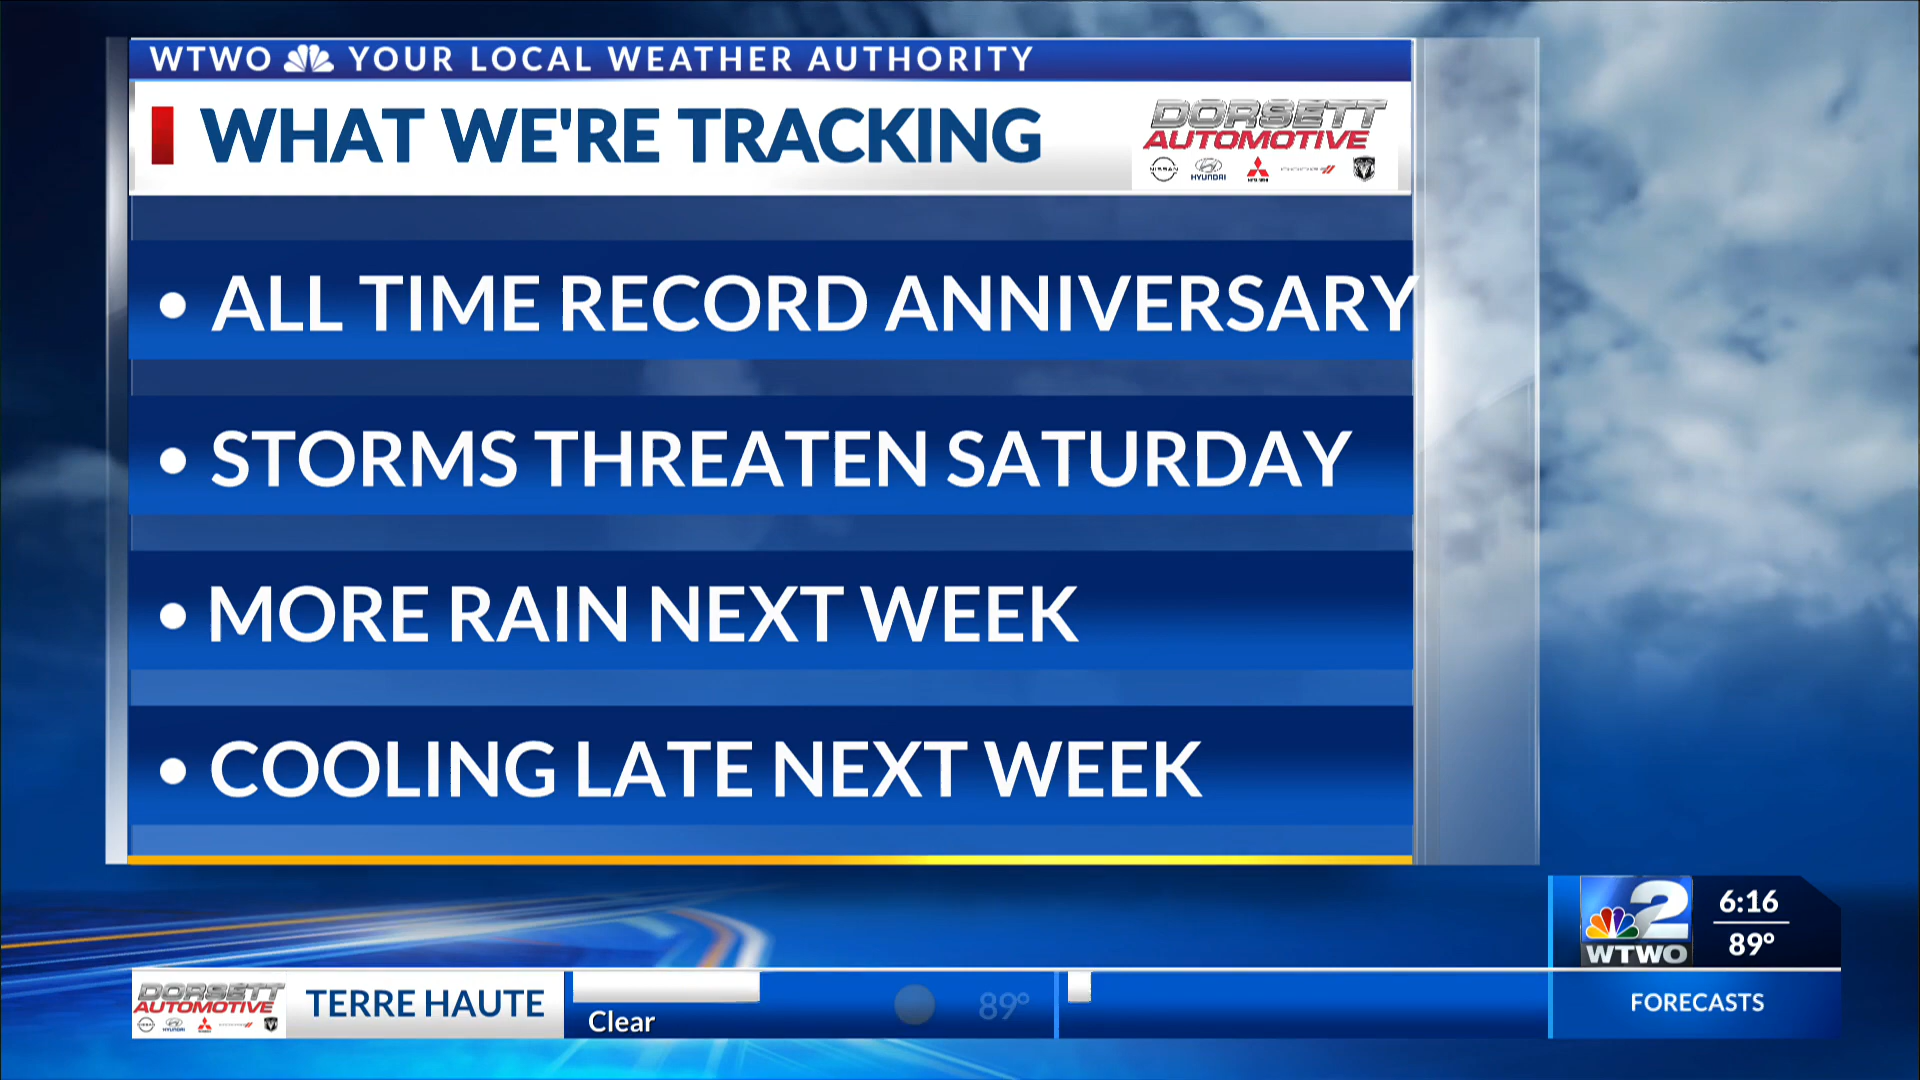 WTWO YOUR LOCAL WEATHER AUTHORITY
WHAT WE'RE TRACKING
DORSETT
AUTOMOTIVE
NISSAN HYUNDAI
• ALL TIME RECORD ANNIVERSARY
• STORMS THREATEN SATURDAY
• MORE RAIN NEXT WEEK
• COOLING LATE NEXT WEEK
2
WTWO
6:16
89°
DORSETT
AUTOMOTIVE
TERRE HAUTE
Clear
89°
FORECASTS